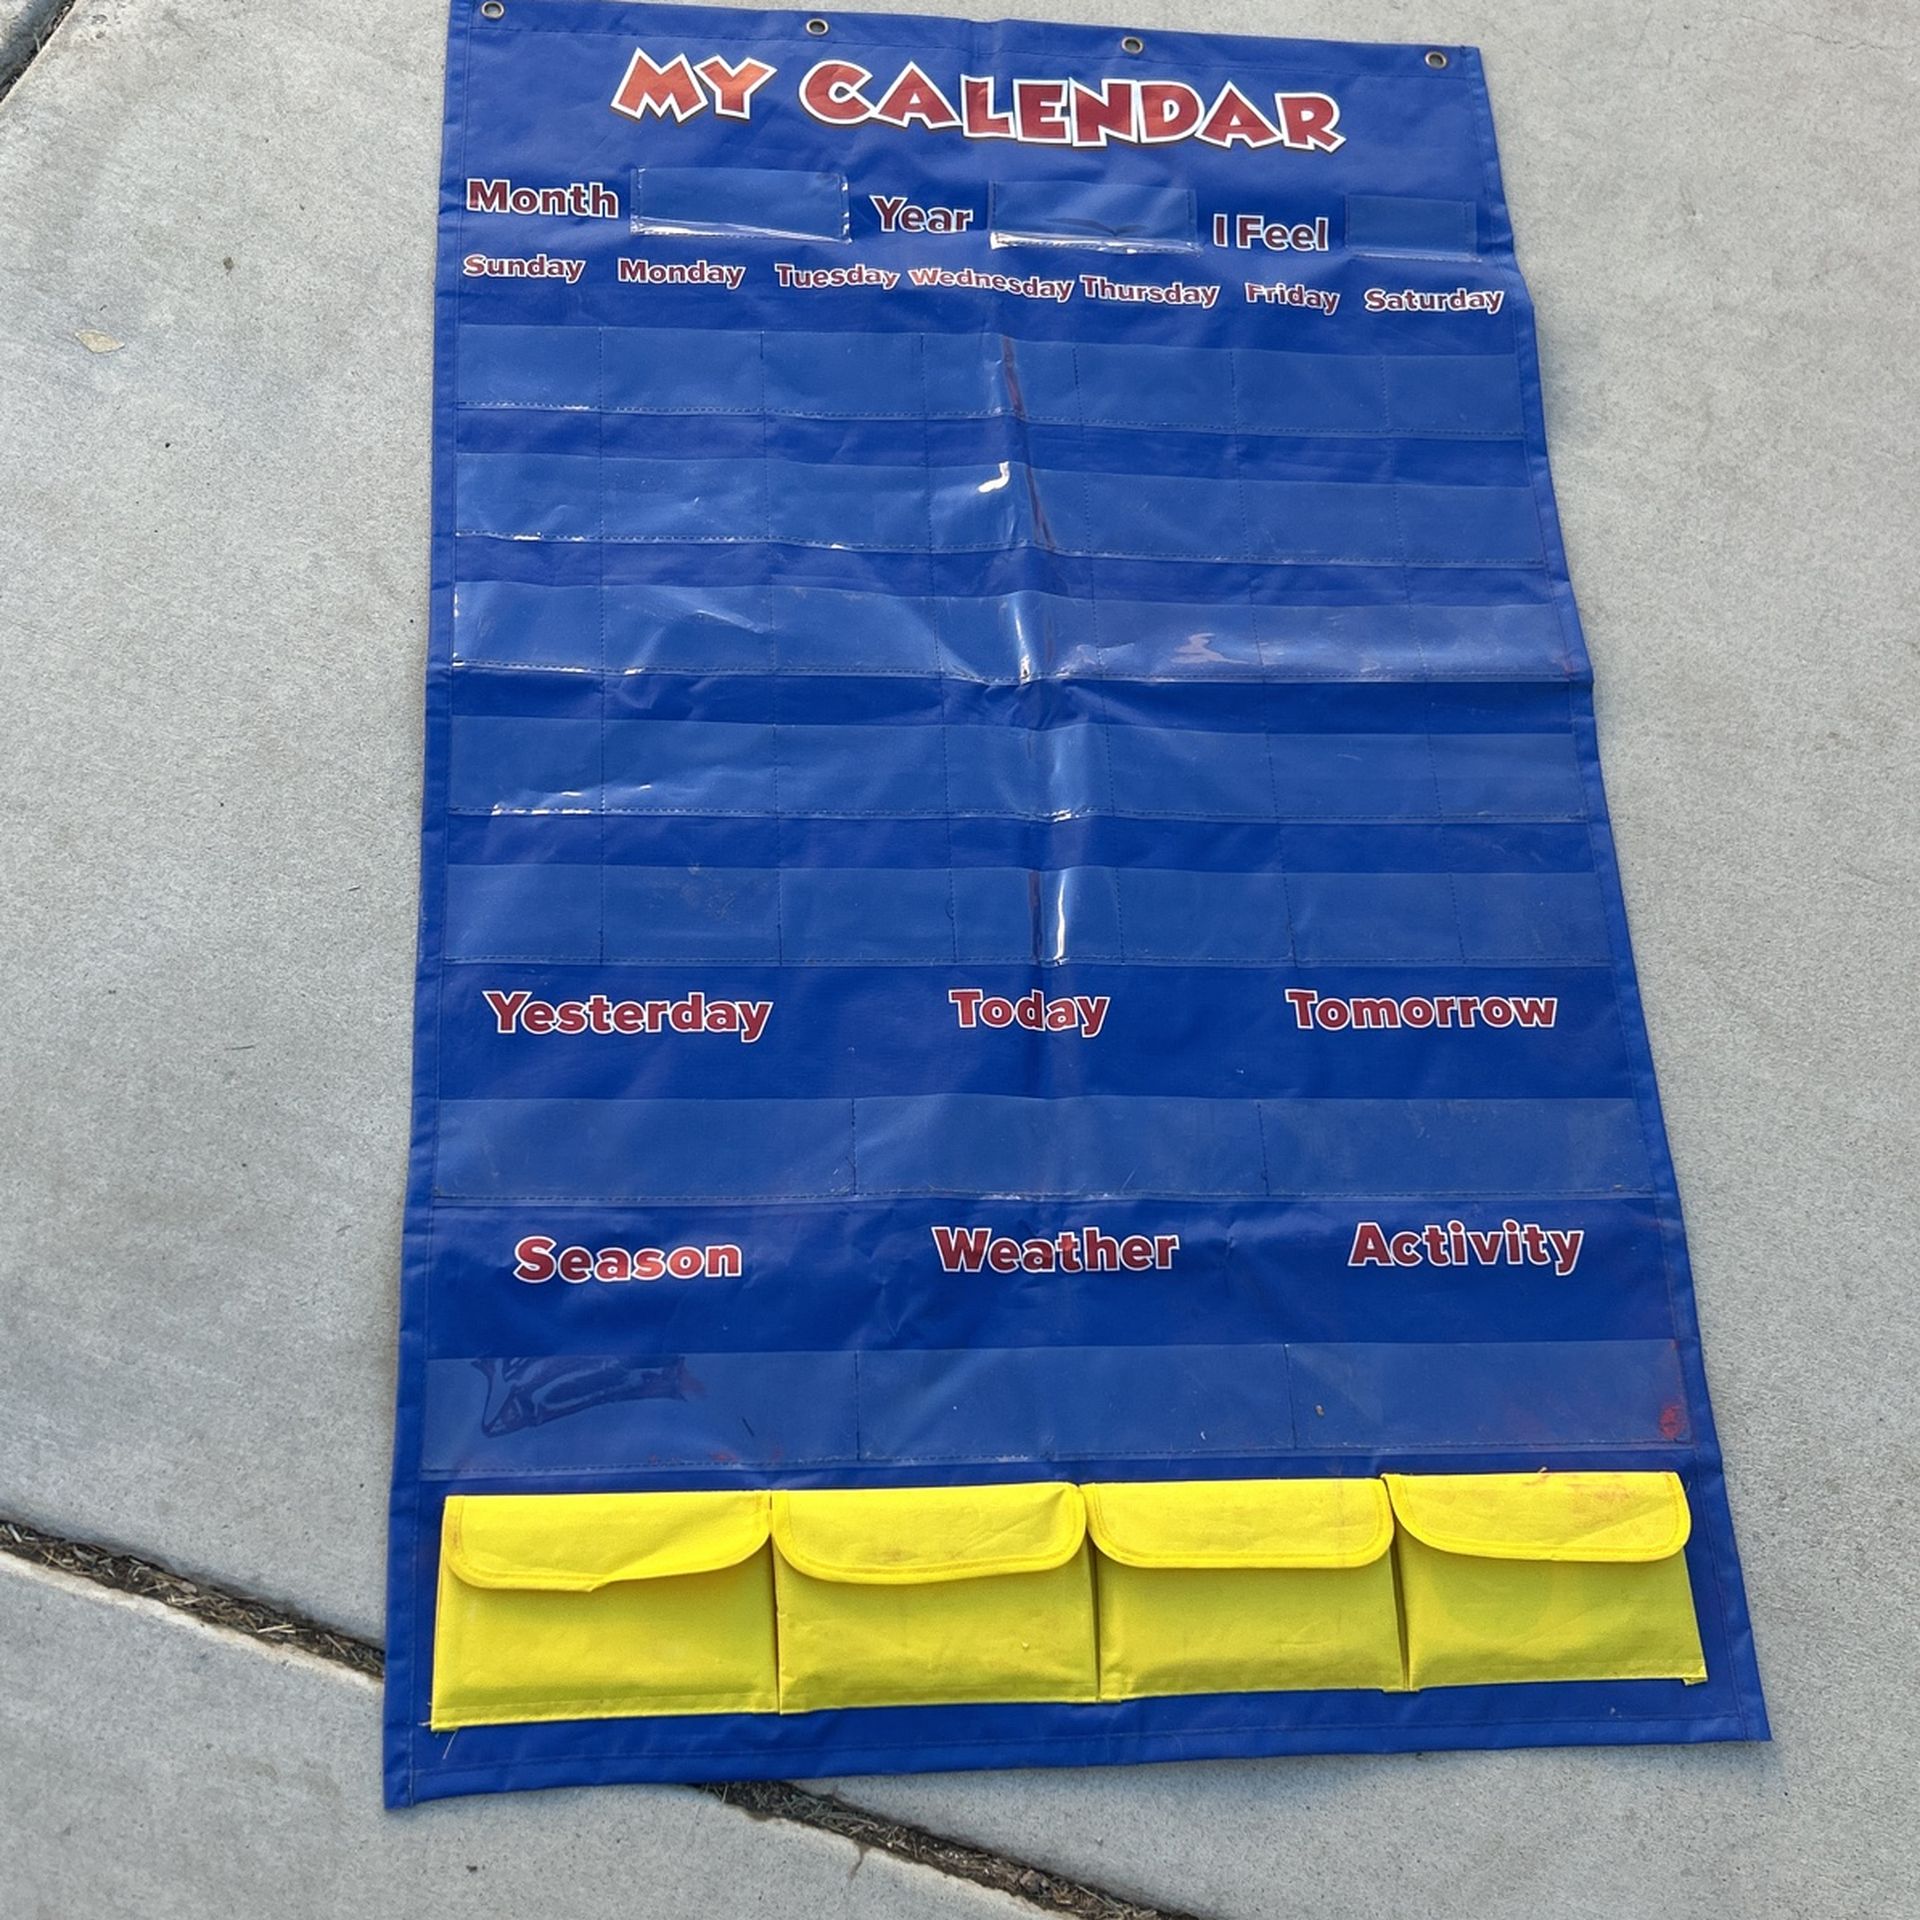 MY CALENDAR
Month Year I Feel
Sunday Monday Tuesday Wednesday Thursday Friday Saturday
Yesterday Today Tomorrow
Season Weather Activity